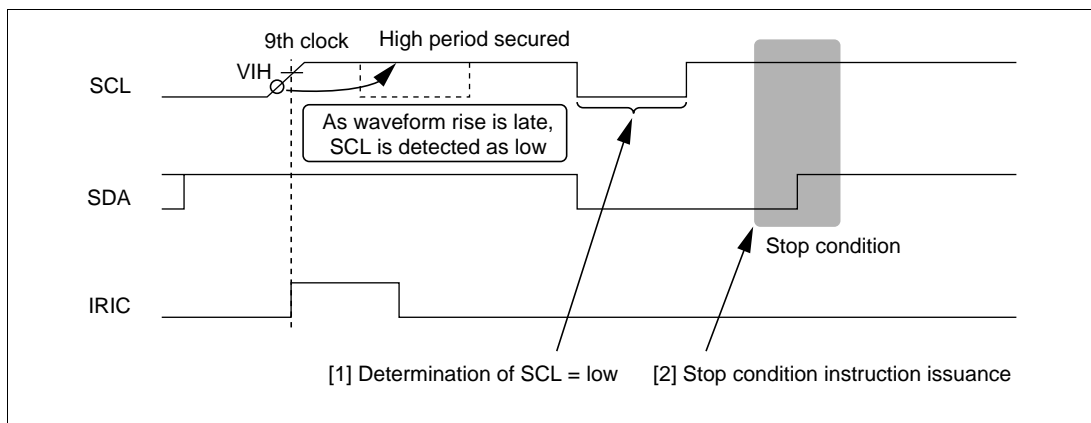 9th clock
High period secured
VIH
SCL
As waveform rise is late,
SCL is detected as low
SDA
Stop condition
IRIC
[1] Determination of SCL = low
[2] Stop condition instruction issuance